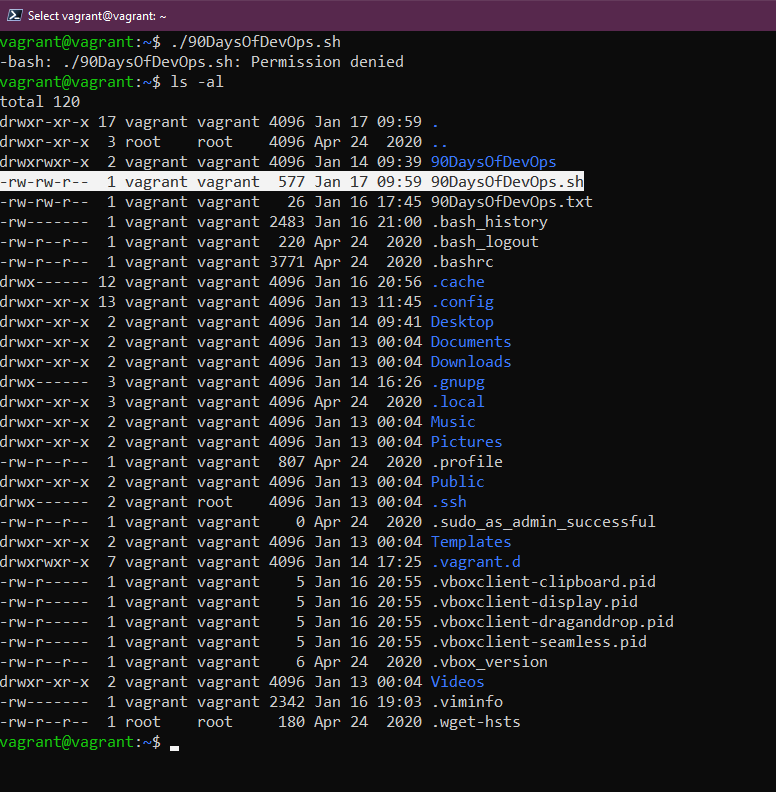 Select vagrant@vagrant: ~
vagrant@vagrant:~$ ./90DaysOfDevOps.sh
-bash: ./90DaysOfDevOps.sh: Permission denied
vagrant@vagrant:~$ ls -al
total 120
drwxr-xr-x 17 vagrant vagrant 4096 Jan 17 09:59 .
drwxr-xr-x  3 root    root    4096 Apr 24  2020 ..
drwxrwxr-x  2 vagrant vagrant 4096 Jan 14 09:39 90DaysOfDevOps
-rw-rw-r--  1 vagrant vagrant  577 Jan 17 09:59 90DaysOfDevOps.sh
-rw-rw-r--  1 vagrant vagrant   26 Jan 16 17:45 90DaysOfDevOps.txt
-rw-------  1 vagrant vagrant 2483 Jan 16 21:00 .bash_history
-rw-r--r--  1 vagrant vagrant  220 Apr 24  2020 .bash_logout
-rw-r--r--  1 vagrant vagrant 3771 Apr 24  2020 .bashrc
drwx------ 12 vagrant vagrant 4096 Jan 16 20:56 .cache
drwxr-xr-x 13 vagrant vagrant 4096 Jan 13 11:45 .config
drwxr-xr-x  2 vagrant vagrant 4096 Jan 14 09:41 Desktop
drwxr-xr-x  2 vagrant vagrant 4096 Jan 13 00:04 Documents
drwxr-xr-x  2 vagrant vagrant 4096 Jan 13 00:04 Downloads
drwx------  3 vagrant vagrant 4096 Jan 14 16:26 .gnupg
drwxr-xr-x  3 vagrant vagrant 4096 Apr 24  2020 .local
drwxr-xr-x  2 vagrant vagrant 4096 Jan 13 00:04 Music
drwxr-xr-x  2 vagrant vagrant 4096 Jan 13 00:04 Pictures
-rw-r--r--  1 vagrant vagrant  807 Apr 24  2020 .profile
drwxr-xr-x  2 vagrant vagrant 4096 Jan 13 00:04 Public
drwx------  2 vagrant root    4096 Jan 13 00:04 .ssh
-rw-r--r--  1 vagrant vagrant    0 Apr 24  2020 .sudo_as_admin_successful
drwxr-xr-x  2 vagrant vagrant 4096 Jan 13 00:04 Templates
drwxrwxr-x  7 vagrant vagrant 4096 Jan 14 17:25 .vagrant.d
-rw-r-----  1 vagrant vagrant    5 Jan 16 20:55 .vboxclient-clipboard.pid
-rw-r-----  1 vagrant vagrant    5 Jan 16 20:55 .vboxclient-display.pid
-rw-r-----  1 vagrant vagrant    5 Jan 16 20:55 .vboxclient-draganddrop.pid
-rw-r-----  1 vagrant vagrant    5 Jan 16 20:55 .vboxclient-seamless.pid
-rw-r--r--  1 vagrant vagrant    6 Apr 24  2020 .vbox_version
drwxr-xr-x  2 vagrant vagrant 4096 Jan 13 00:04 Videos
-rw-------  1 vagrant vagrant 2342 Jan 16 19:03 .viminfo
-rw-r--r--  1 root    root     180 Apr 24  2020 .wget-hsts
vagrant@vagrant:~$